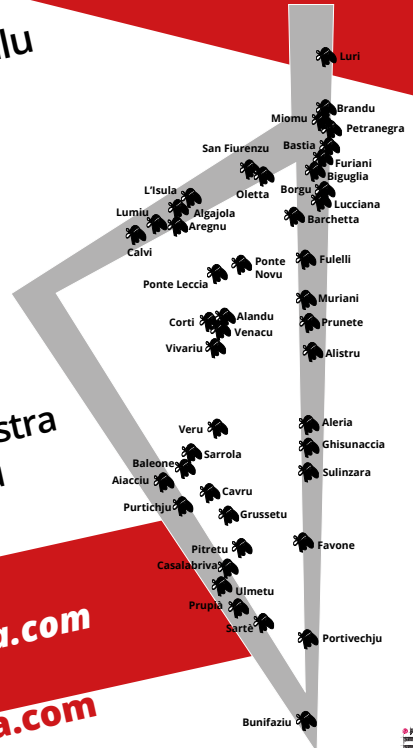 lu
Luri
Brandu
Miomu
Petranegra
Bastia
San Fiurenzu
Furiani
Biguglia
Oletta
L'Isula
Borgu
Lucciana
Lumiu
Algajola
Barchetta
Aregnu
Calvi
Ponte
Novu
Fulelli
Ponte Leccia
Muriani
Alandu
Corti
Prunete
Venacu
Vivariu
Alistru
stra
Aleria
Veru
Ghisunaccia
Sarrola
Baleone
Sulinzara
Aiacciu
Cavru
Purtichju
Grussetu
Favone
Pitretu
Casalabriva
Ulmetu
Prupià
a.com
Sartè
Portivechju
a.com
Bunifaziu